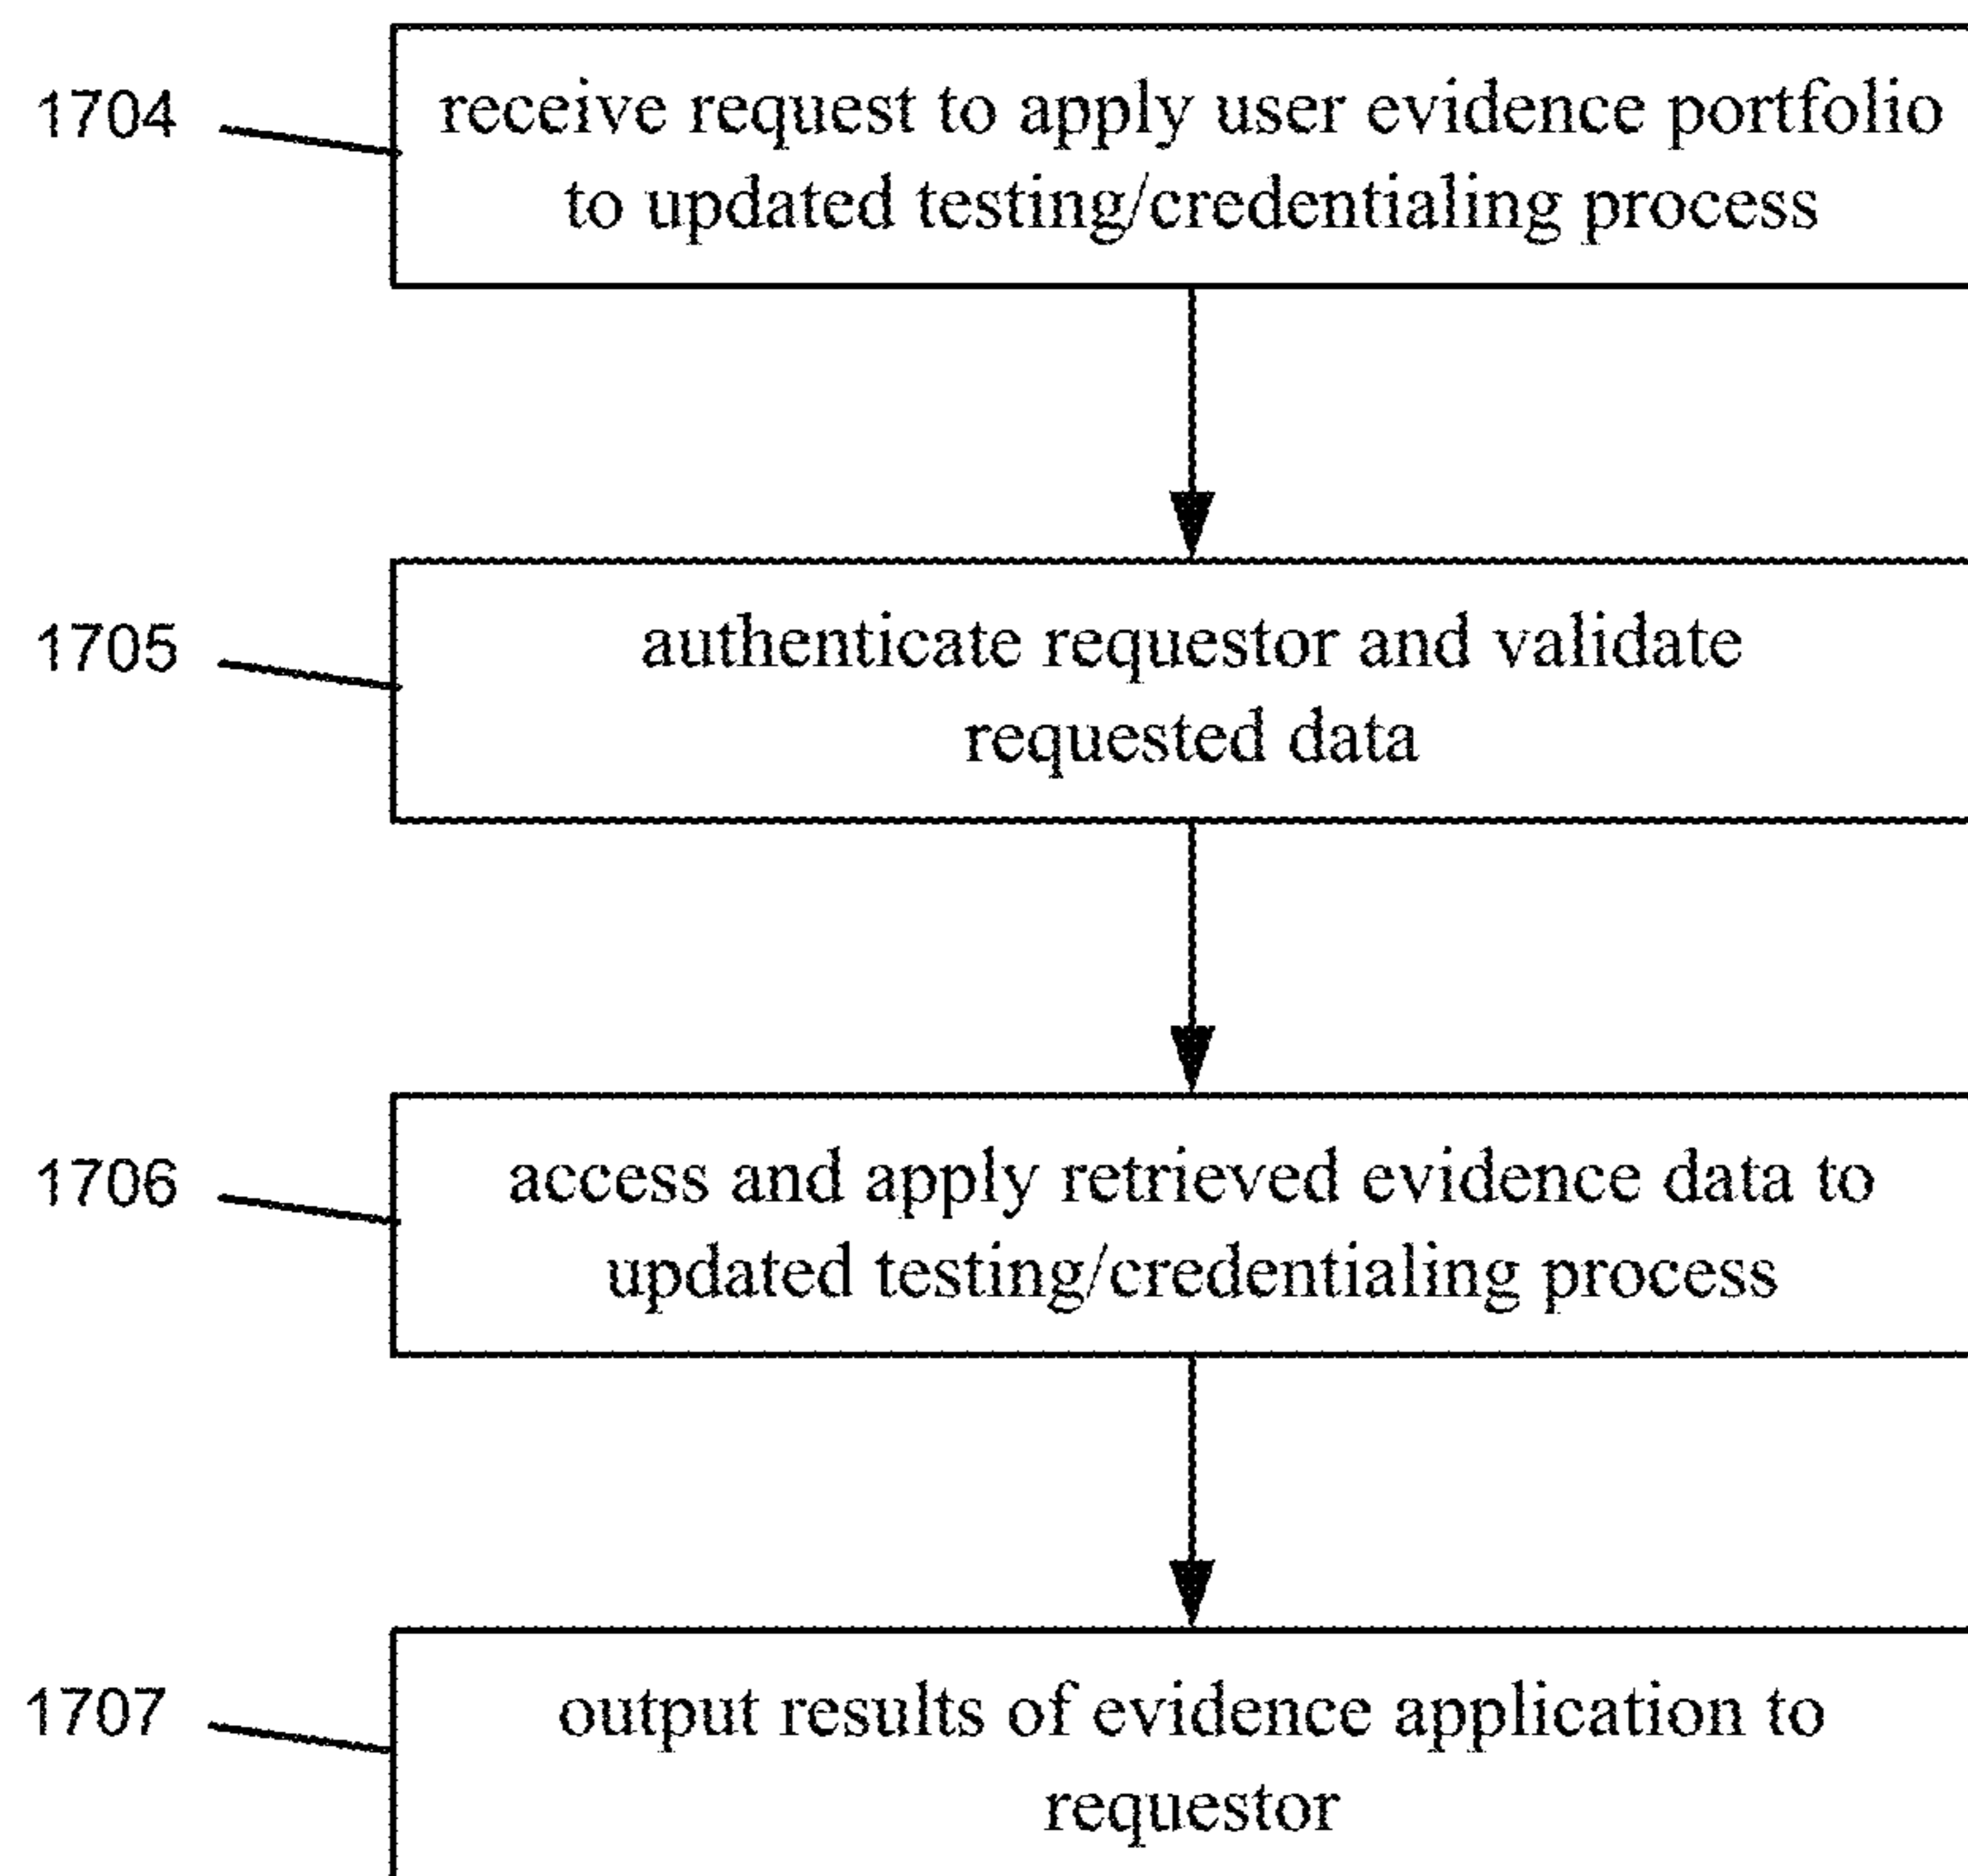 1704
receive request to apply user evidence portfolio
to updated testing/credentialing process
1705
authenticate requestor and validate
requested data
1706
access and apply retrieved evidence data to
updated testing/credentialing process
1707
output results of evidence application to
requestor